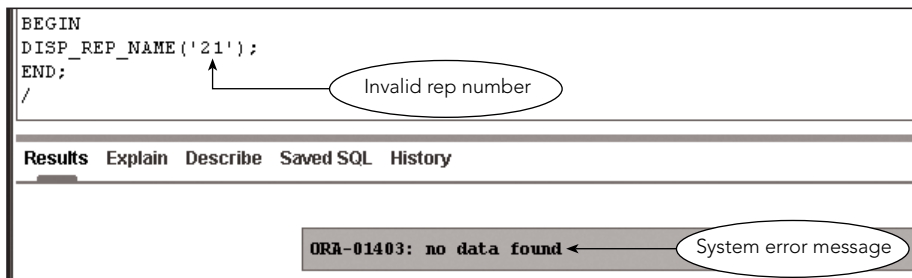 BEGIN
DISP_REP_NAME('21');
END;
/
Invalid rep number
Results Explain Describe Saved SQL History
ORA-01403: no data found
System error message